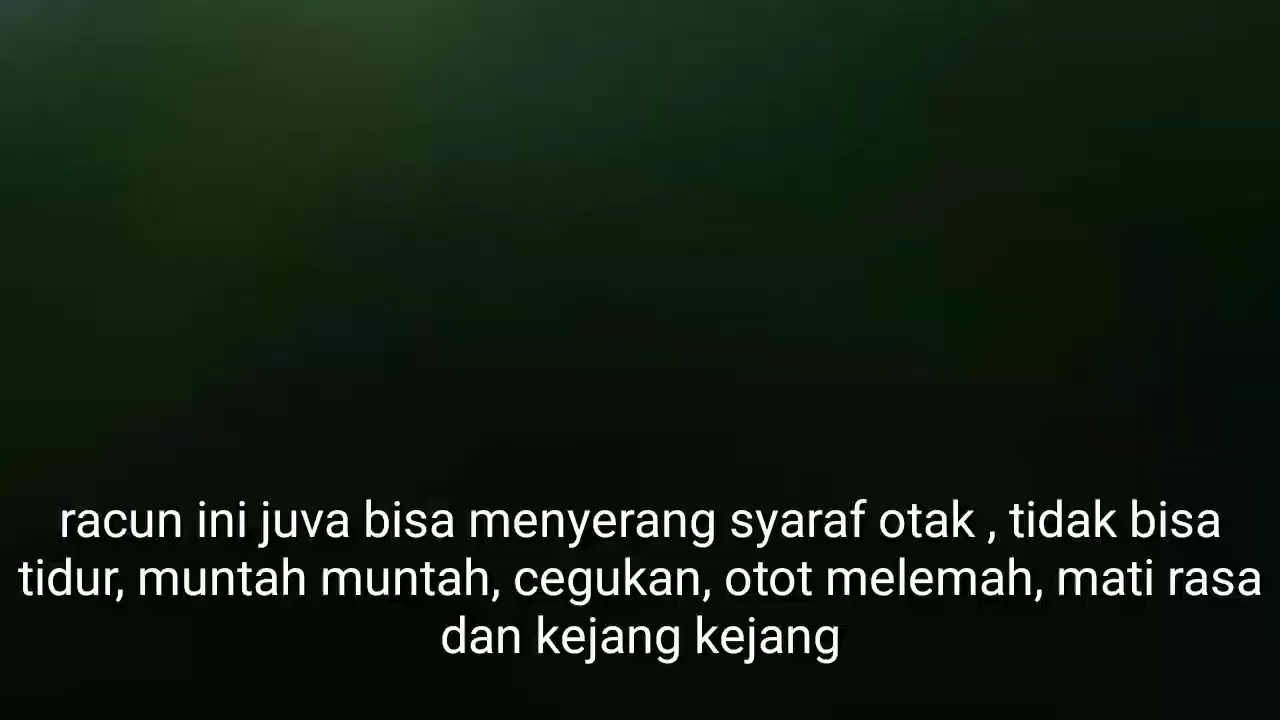 racun ini juva bisa menyerang syaraf otak , tidak bisa
tidur, muntah muntah, cegukan, otot melemah, mati rasa
dan kejang kejang